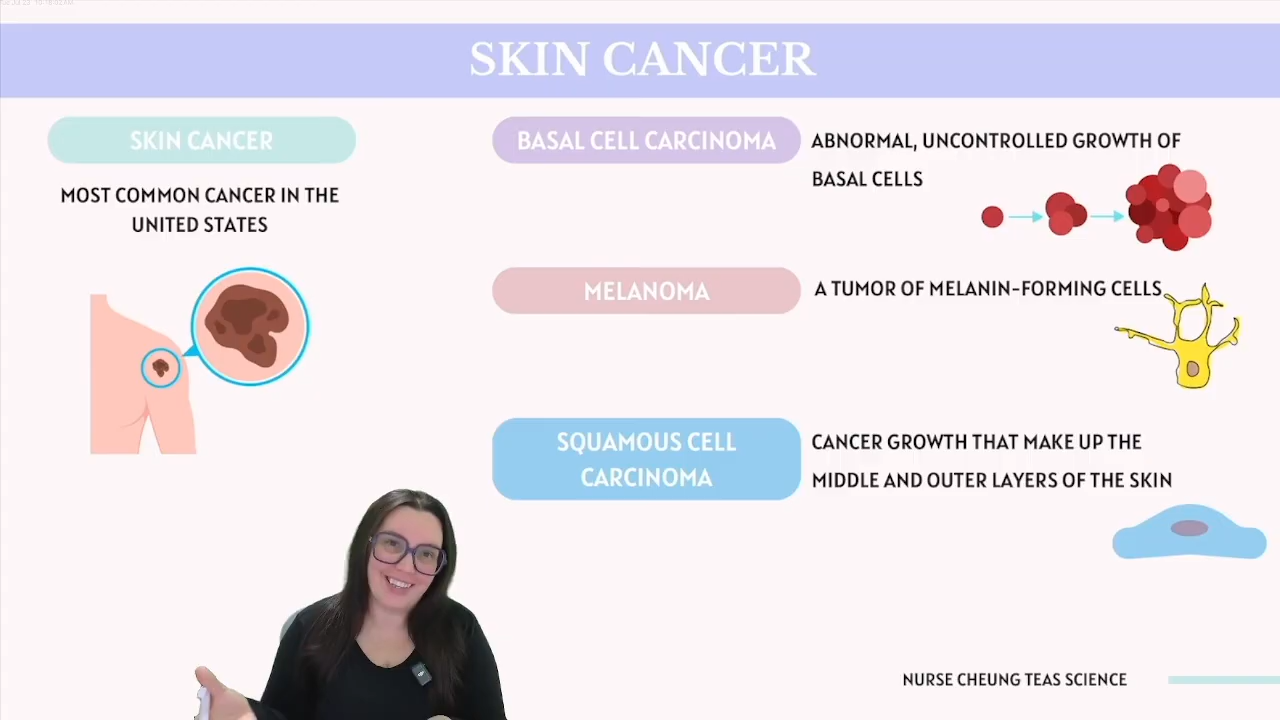 SKIN CANCER
SKIN CANCER
MOST COMMON CANCER IN THE
UNITED STATES
BASAL CELL CARCINOMA
ABNORMAL, UNCONTROLLED GROWTH OF
BASAL CELLS
MELANOMA
A TUMOR OF MELANIN-FORMING CELLS
SQUAMOUS CELL
CARCINOMA
CANCER GROWTH THAT MAKE UP THE
MIDDLE AND OUTER LAYERS OF THE SKIN
NURSE CHEUNG TEAS SCIENCE